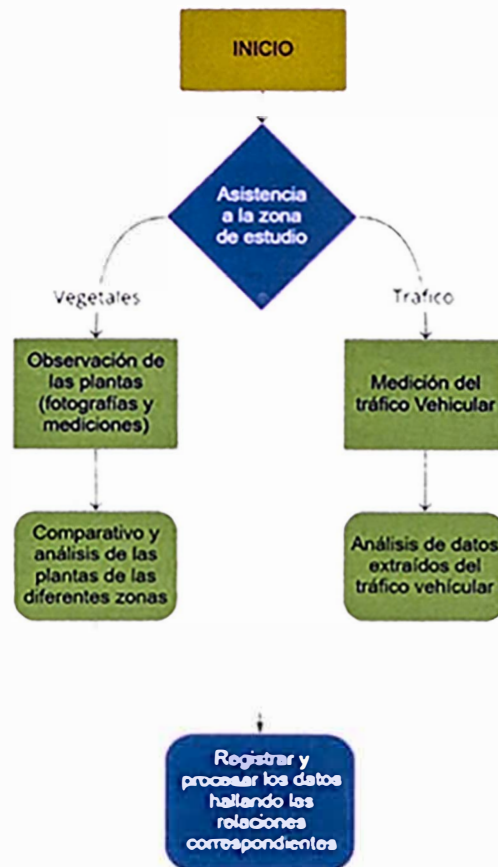 INICIO
Asistencia
a la zona
de estudio
Vegetales
Tráfico
Observación de
las plantas
(fotografías y
mediciones)
Medición del
tráfico Vehicular
Comparativo y
análisis de las
plantas de las
diferentes zonas
Análisis de datos
extraídos del
tráfico vehícular
Registrar y
procesar los datos
hallando las
relaciones
correspondientes